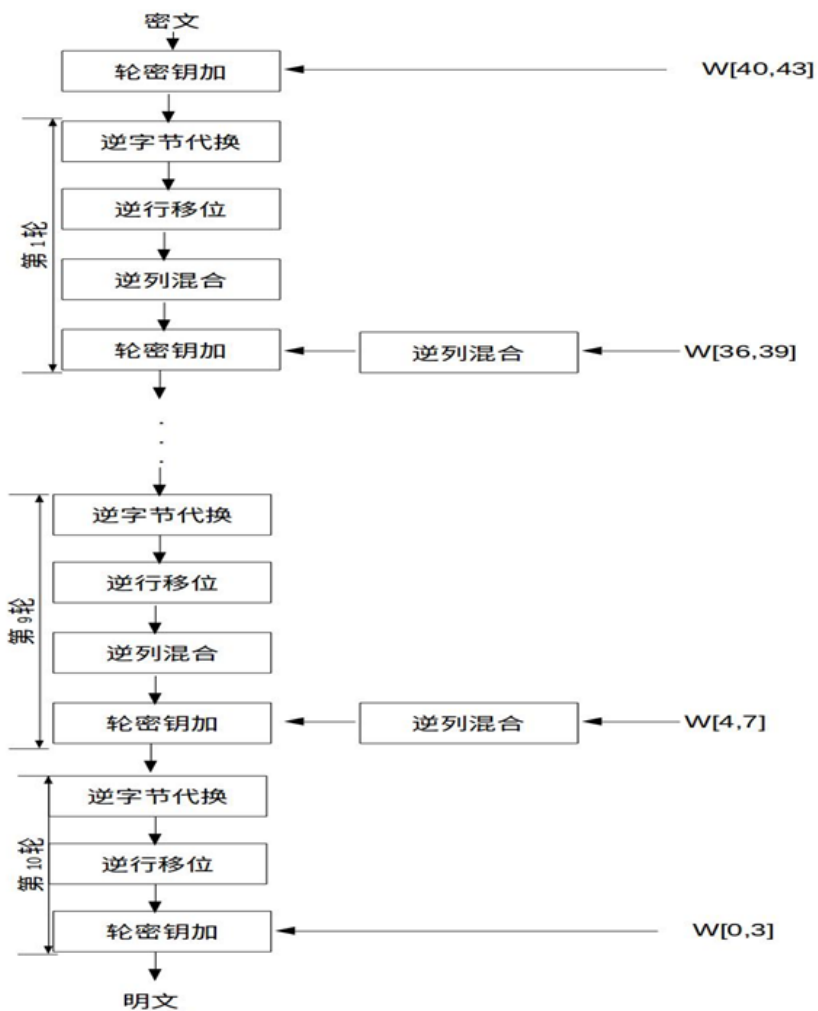 密文
轮密钥加
W[40,43]
逆字节代换
逆行移位
第1轮
逆列混合
轮密钥加
逆列混合
W[36,39]
逆字节代换
逆行移位
第9轮
逆列混合
轮密钥加
逆列混合
W[4,7]
逆字节代换
逆行移位
第10轮
轮密钥加
W[0,3]
明文